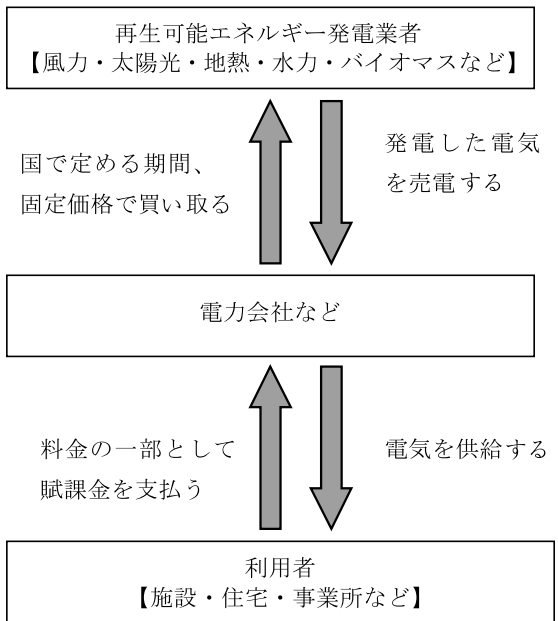 再生可能エネルギー発電業者
【風力・太陽光・地熱・水力・バイオマスなど】
国で定める期間、
固定価格で買い取る
発電した電気
を売電する
電力会社など
料金の一部として
賦課金を支払う
電気を供給する
利用者
【施設・住宅・事業所など】